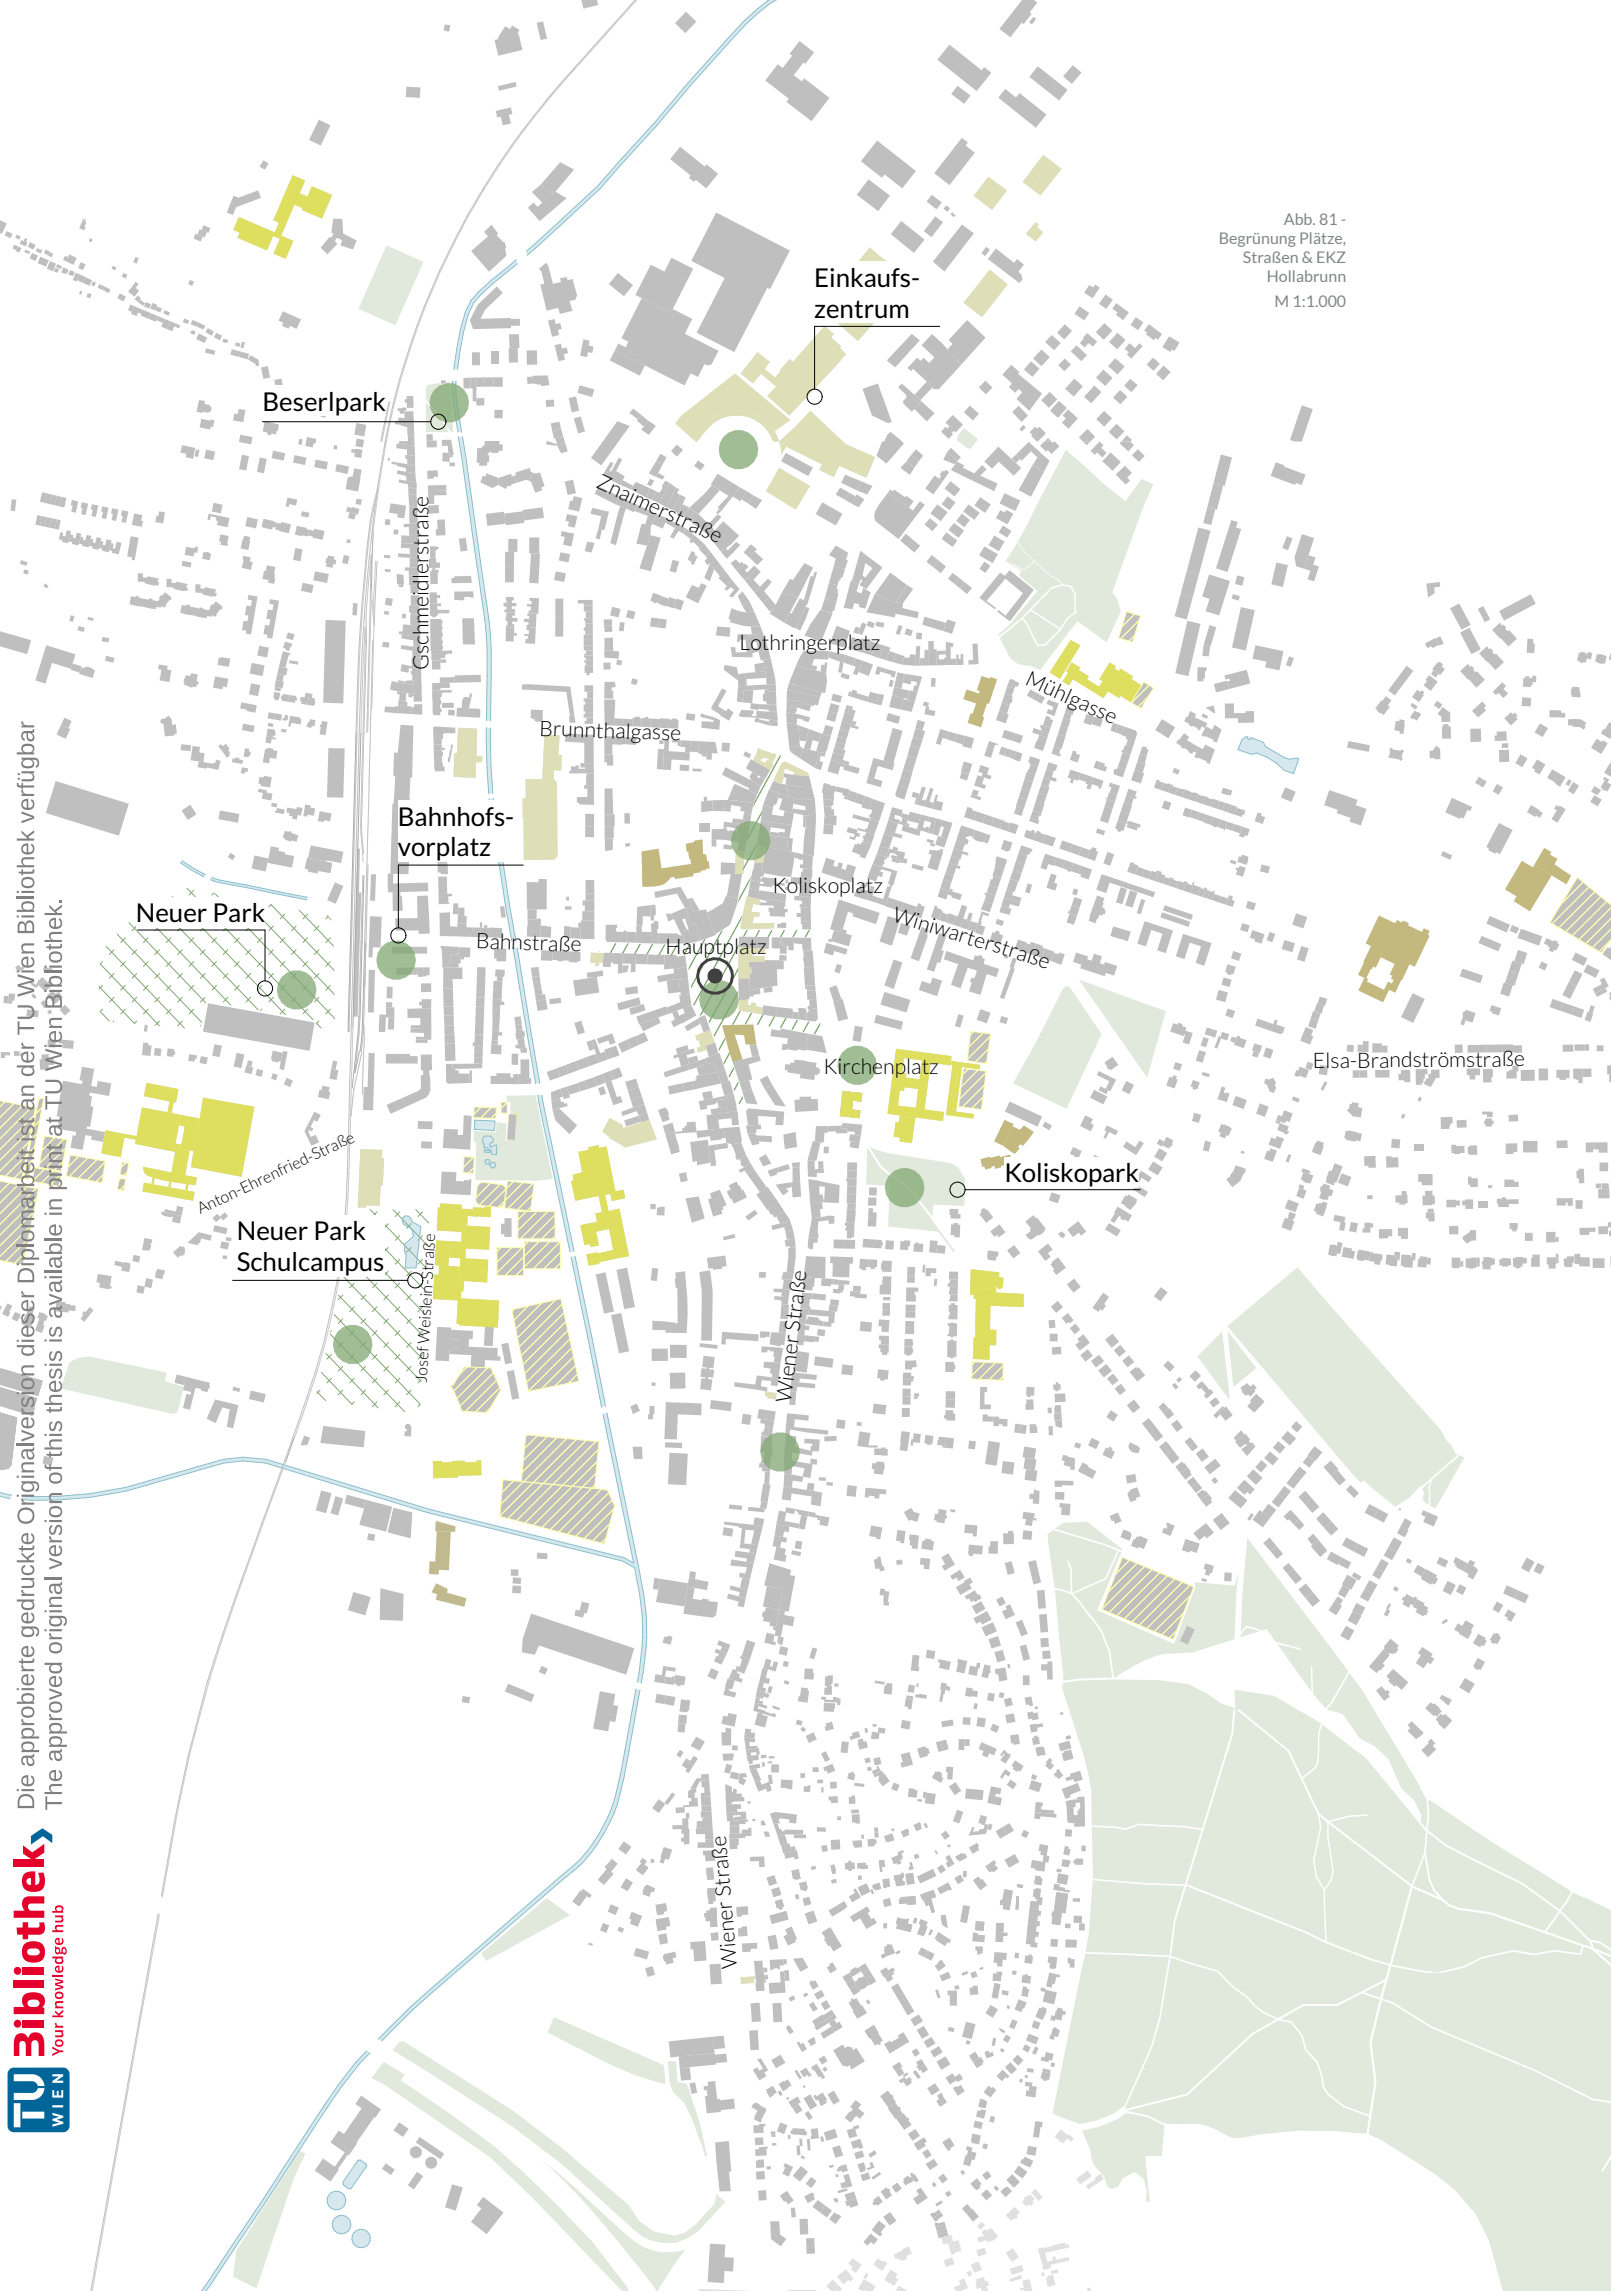 Abb. 81 -
Begrünung Plätze,
Straßen & EKZ
Hollabrunn
M 1:1.000
Einkaufs-
zentrum
Beserlpark
Znaimerstraße
Gschmeidlerstraße
Lothringerplatz
Mühlgasse
Brunnthalgasse
Bahnhofs-
vorplatz
Koliskoplatz
Neuer Park
Winiwarterstraße
Bahnstraße
Hauptplatz
Kirchenplatz
Elsa-Brandströmstraße
Anton-Ehrenfried-Straße
Koliskopark
Neuer Park
Schulcampus
Josef Weislein-Straße
Wiener Straße
Wiener Straße
Die approbierte gedruckte Originalversion dieser Diplomarbeit ist an der TU Wien Bibliothek verfügbar
The approved original version of this thesis is available in print at TU Wien Bibliothek.
Bibliothek
Your knowledge hub
TU
WIEN